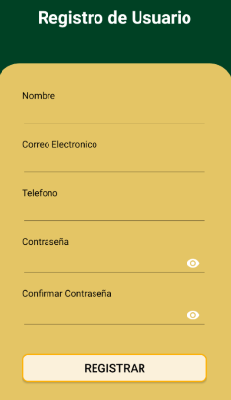 Registro de Usuario
Nombre
Correo Electronico
Telefono
Contraseña
Confirmar Contraseña
REGISTRAR